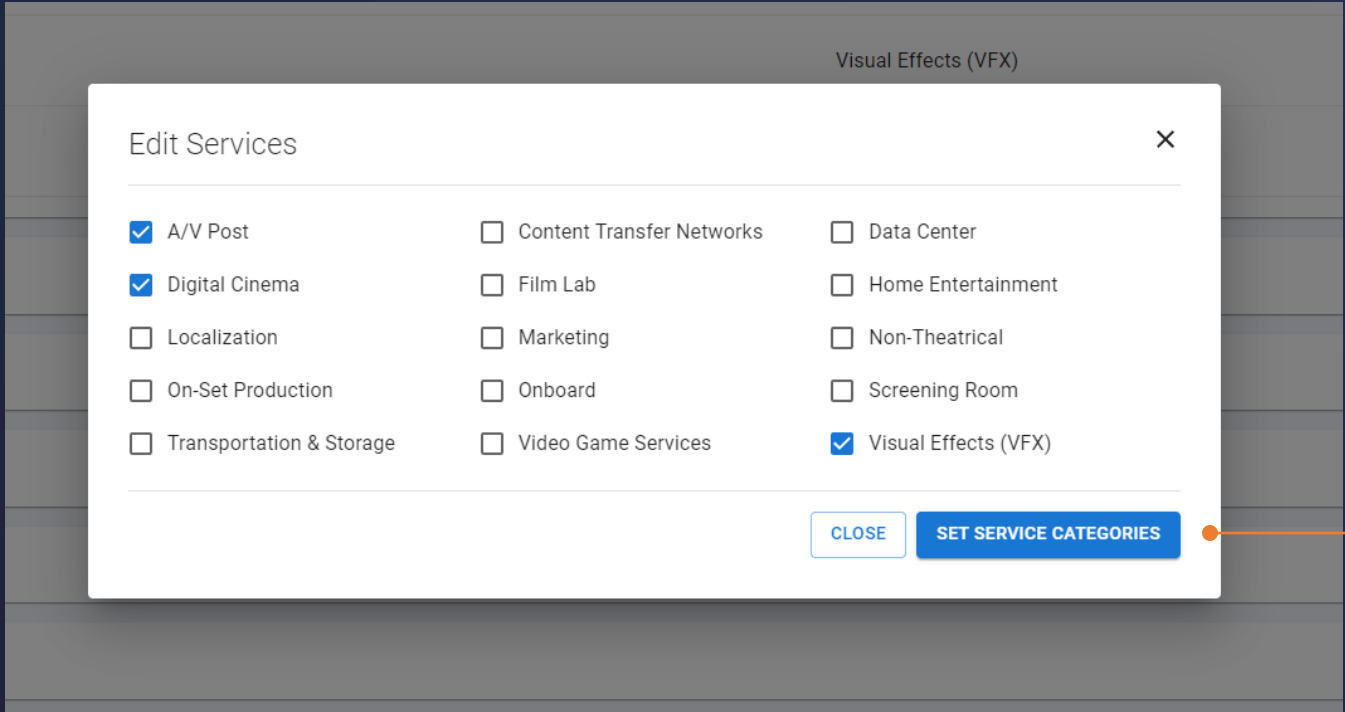 Visual Effects (VFX)
Edit Services
A/V Post
Content Transfer Networks
Data Center
Digital Cinema
Film Lab
Home Entertainment
Localization
Marketing
Non-Theatrical
On-Set Production
Onboard
Screening Room
Transportation & Storage
Video Game Services
Visual Effects (VFX)
CLOSE
SET SERVICE CATEGORIES